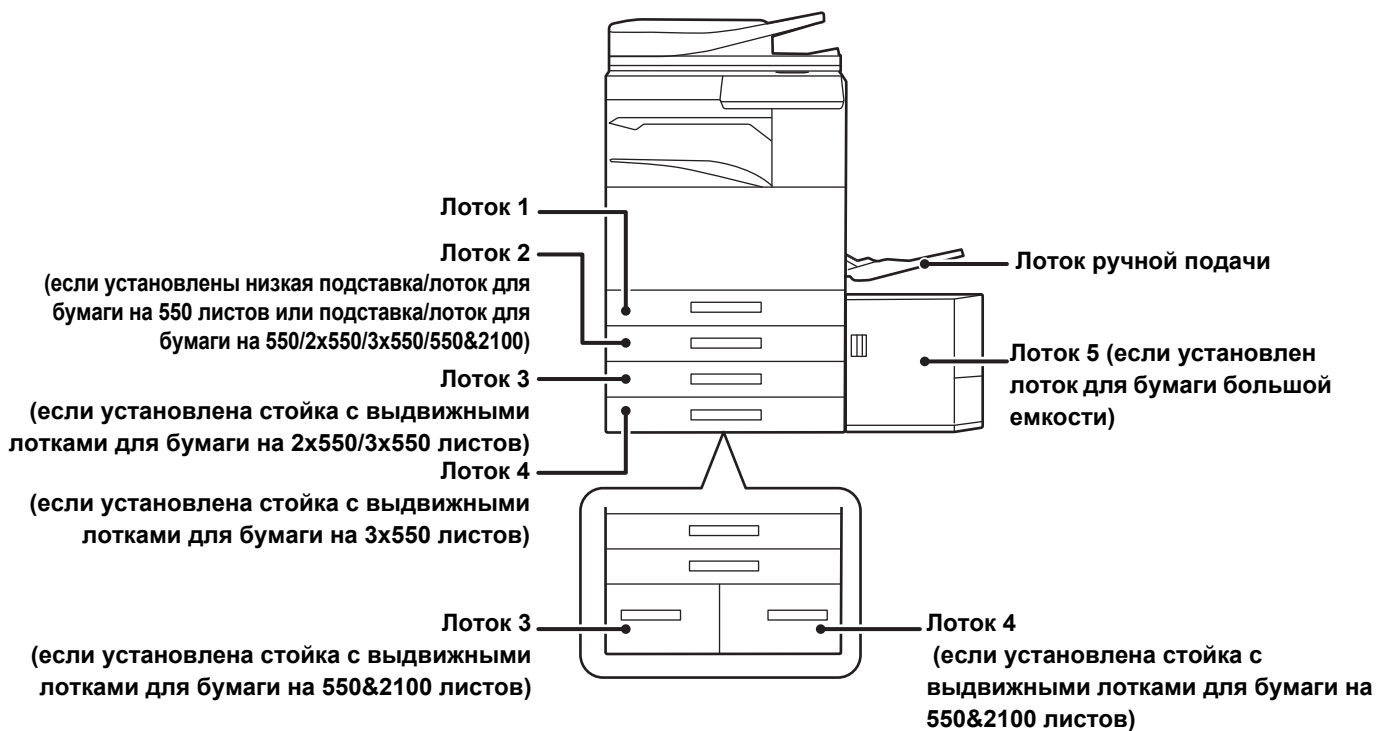 Лоток 1
Лоток 2
(если установлены низкая подставка/лоток для
бумаги на 550 листов или подставка/лоток для
бумаги на 550/2x550/3x550/550&2100)
Лоток 3
(если установлена стойка с выдвижными
лотками для бумаги на 2x550/3x550 листов)
Лоток 4
(если установлена стойка с выдвижными
лотками для бумаги на 3x550 листов)
Лоток 3
(если установлена стойка с выдвижными
лотками для бумаги на 550&2100 листов)
Лоток ручной подачи
Лоток 5 (если установлен
лоток для бумаги большой
емкости)
Лоток 4
(если установлена стойка с
выдвижными лотками для бумаги на
550&2100 листов)